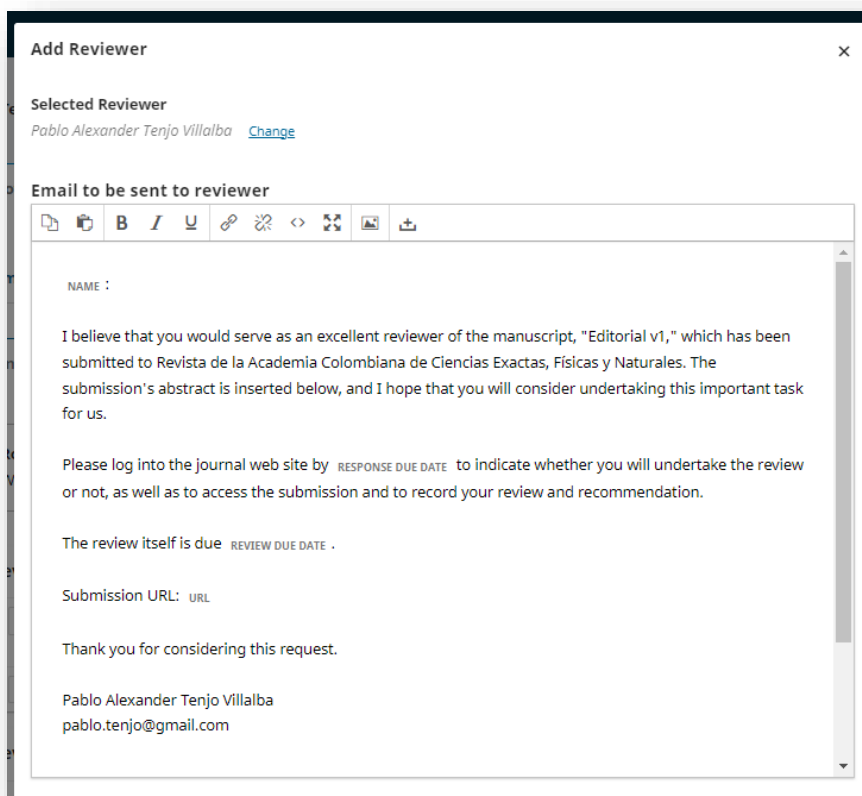 Add Reviewer
×
Selected Reviewer
Pablo Alexander Tenjo Villalba Change
Email to be sent to reviewer
B I U
NAME :
I believe that you would serve as an excellent reviewer of the manuscript, "Editorial v1," which has been
submitted to Revista de la Academia Colombiana de Ciencias Exactas, Físicas y Naturales. The
submission's abstract is inserted below, and I hope that you will consider undertaking this important task
for us.
Please log into the journal web site by RESPONSE DUE DATE to indicate whether you will undertake the review
or not, as well as to access the submission and to record your review and recommendation.
The review itself is due REVIEW DUE DATE .
Submission URL: URL
Thank you for considering this request.
Pablo Alexander Tenjo Villalba
pablo.tenjo@gmail.com